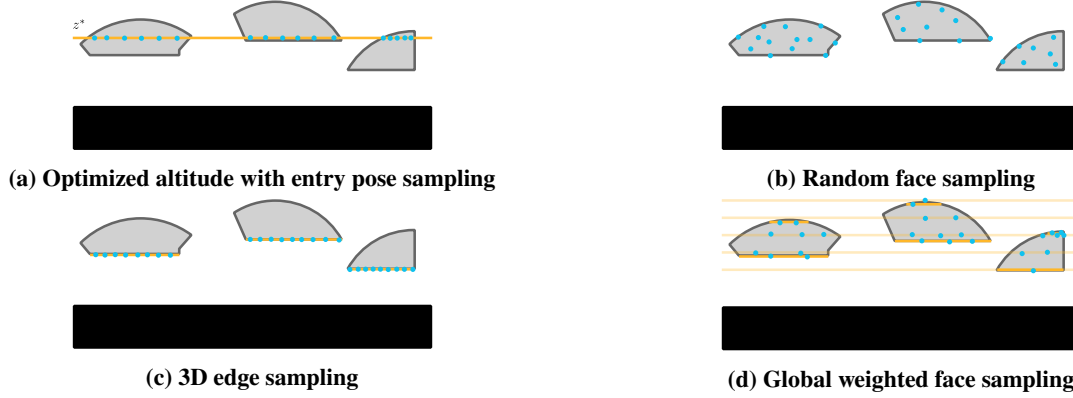 z*
(a) Optimized altitude with entry pose sampling
(b) Random face sampling
(c) 3D edge sampling
(d) Global weighted face sampling